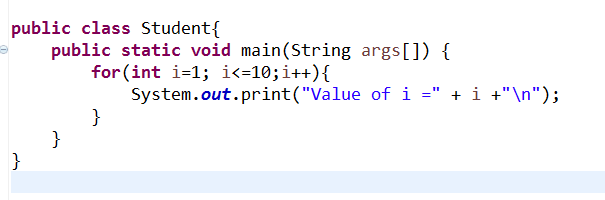 public class Student{
    public static void main(String args[]) {
        for(int i=1; i<=10;i++){
            System.out.print("Value of i =" + i +"\n");
        }
    }
}